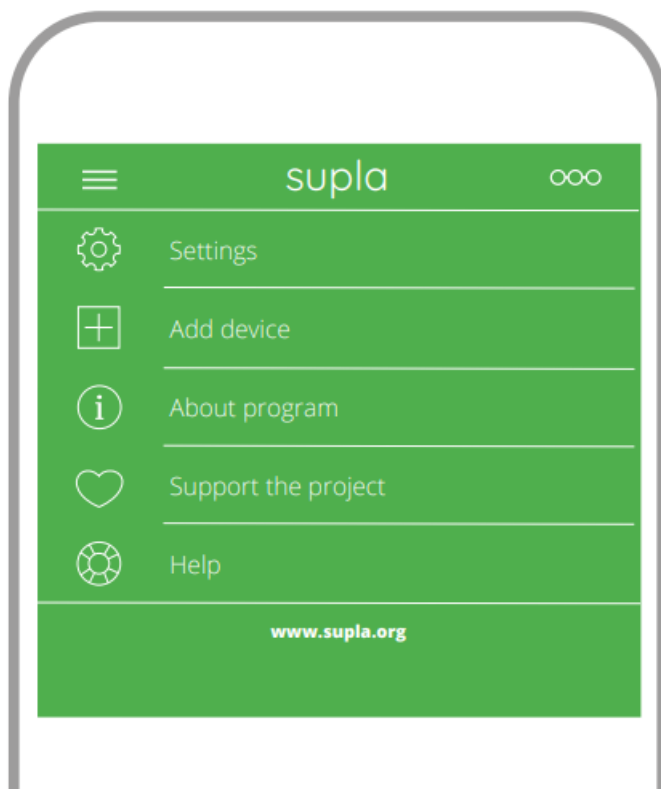 supla
Settings
Add device
About program
Support the project
Help
www.supla.org